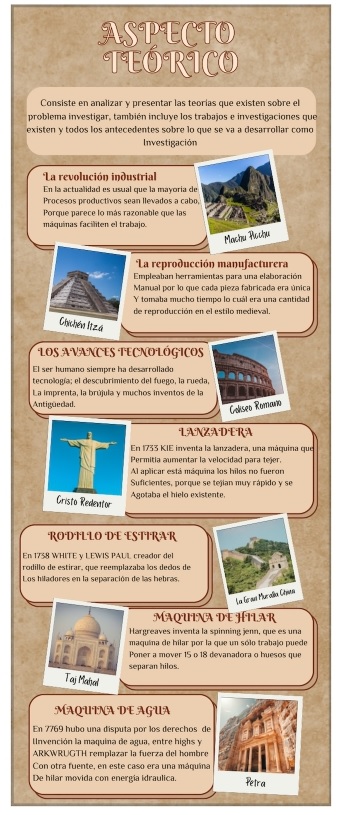 ASPECTO
TEÓRICO
Consiste en analizar y presentar las teorías que existen sobre el
problema investigar, también incluye los trabajos e investigaciones que
existen y todos los antecedentes sobre lo que se va a desarrollar como
Investigación
La revolución industrial
En la actualidad es usual que la mayoría de
Procesos productivos sean llevados a cabo,
Porque parece lo más razonable que las
máquinas faciliten el trabajo.
Machu Picchu
La reproducción manufacturera
Empleaban herramientas para una elaboración
Manual por lo que cada pieza fabricada era única
Y tomaba mucho tiempo lo cuál era una cantidad
de reproducción en el estilo medieval.
Chichén Itzá
LOS AVANCES TECNOLÓGICOS
El ser humano siempre ha desarrollado
tecnología; el descubrimiento del fuego, la rueda,
La imprenta, la brújula y muchos inventos de la
Antigüedad.
Coliseo Romano
LANZADERA
En 1733 KIE inventa la lanzadera, una máquina que
Permitía aumentar la velocidad para tejer,
Al aplicar está máquina los hilos no fueron
Suficientes, porque se tejían muy rápido y se
Agotaba el hielo existente.
Cristo Redentor
RODILLO DE ESTIRAR
En 1738 WHITE y LEWIS PAUL creador del
rodillo de estirar, que reemplazaba los dedos de
Los hiladores en la separación de las hebras.
La Gran Muralla China
MAQUINA DE HILAR
Hargreaves inventa la spinning jenn, que es una
maquina de hilar por la que un sólo trabajo puede
Poner a mover 15 o 18 devanadora o huesos que
separan hilos.
Taj Mahal
MAQUINA DE AGUA
En 7769 hubo una disputa por los derechos de
lInvención la maquina de agua, entre highs y
ARKWRUGTH remplazar la fuerza del hombre
Con otra fuente, en este caso era una máquina
De hilar movida con energía idraulica.
Petra